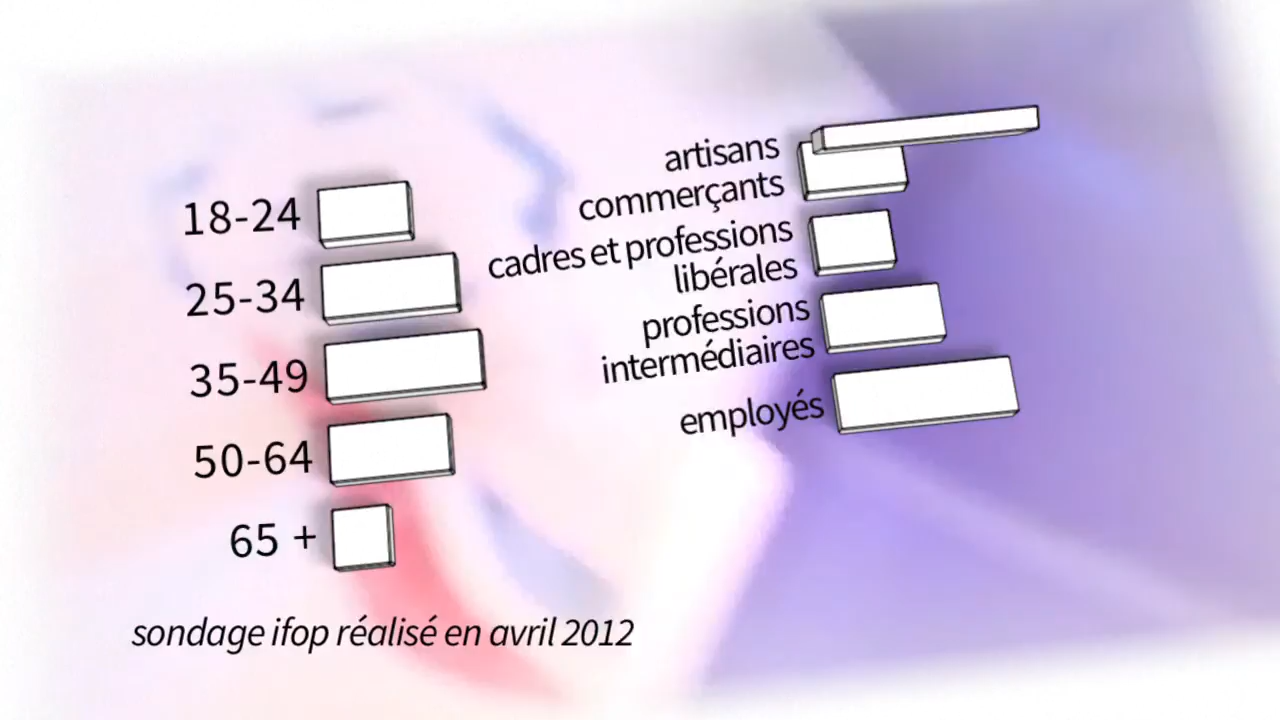 18-24
25-34
35-49
50-64
65 +
artisans
commerçants
cadres et professions
libérales
professions
intermédiaires
employés
sondage ifop réalisé en avril 2012